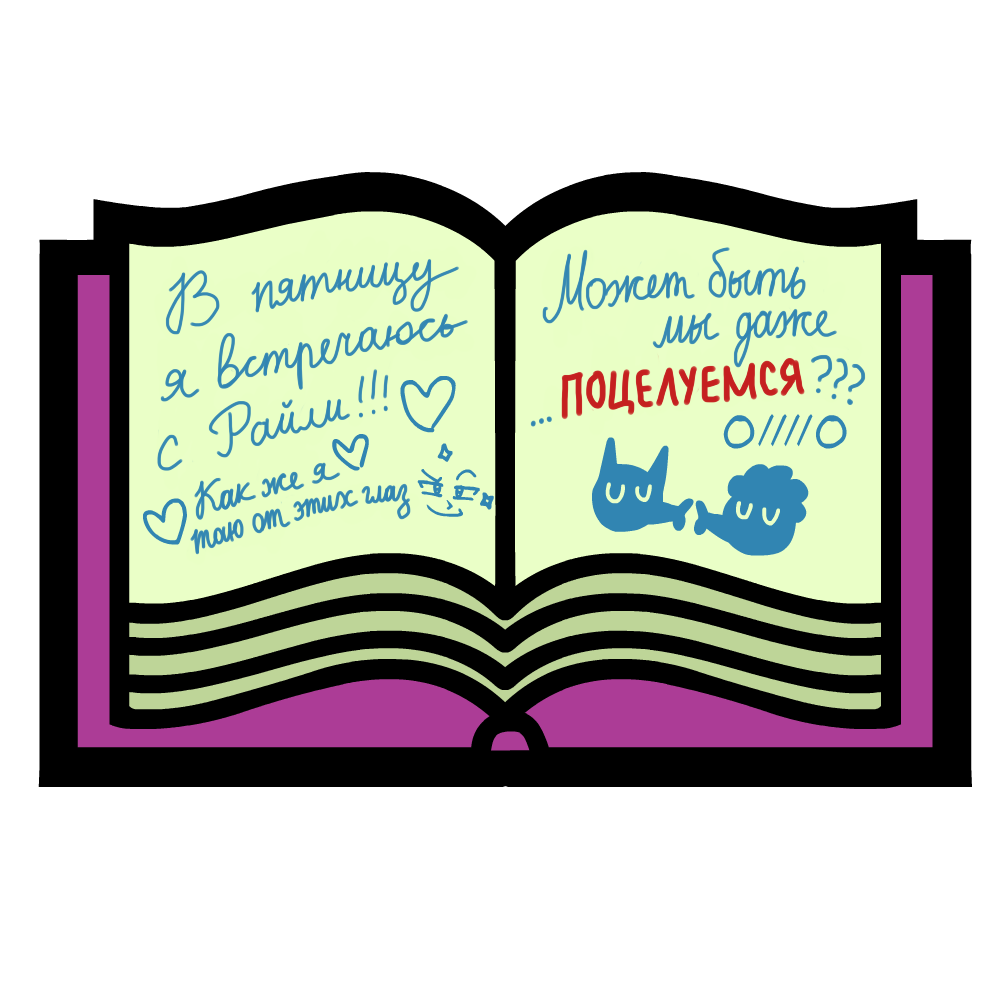 В пятницу
я встречаюсь
с Райли!!!
Как же я
таю от этих глаз
Может быть
мы даже
...ПОЦЕЛУЕМСЯ???
О////О